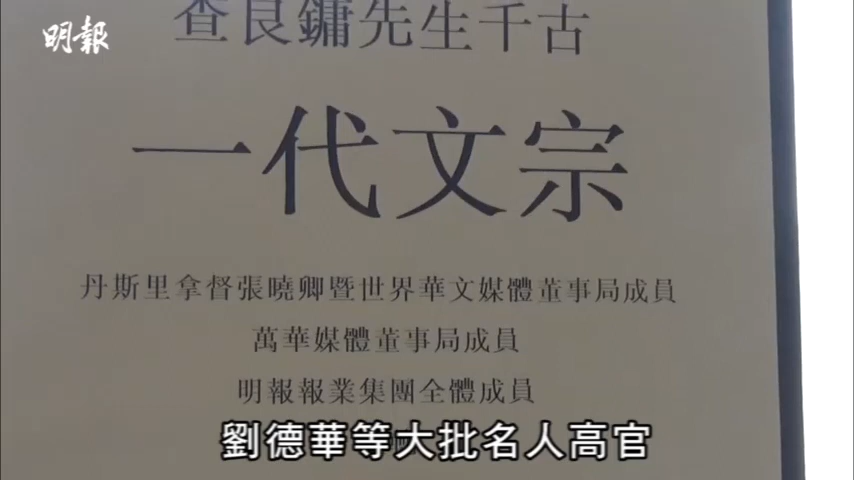 明報
查良鏞先生千古
一代文宗
丹斯里拿督張曉卿暨世界華文媒體董事局成員
萬華媒體董事局成員
明報報業集團全體成員
劉德華等大批名人高官